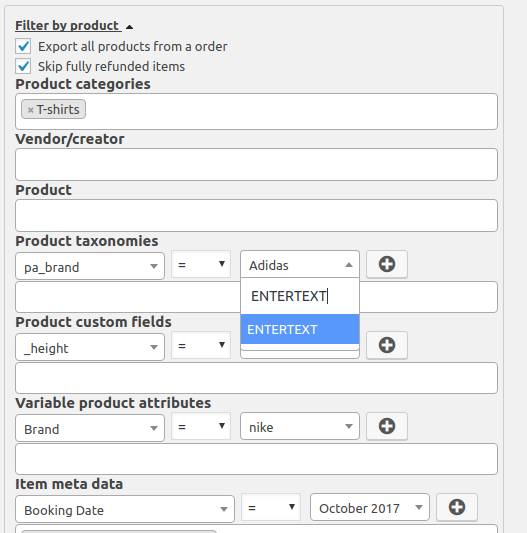 Filter by product
Export all products from a order
Skip fully refunded items
Product categories
× T-shirts
Vendor/creator
Product
Product taxonomies
pa_brand = Adidas
ENTERTEXT
ENTERTEXT
Product custom fields
_height =
Variable product attributes
Brand = nike
Item meta data
Booking Date = October 2017